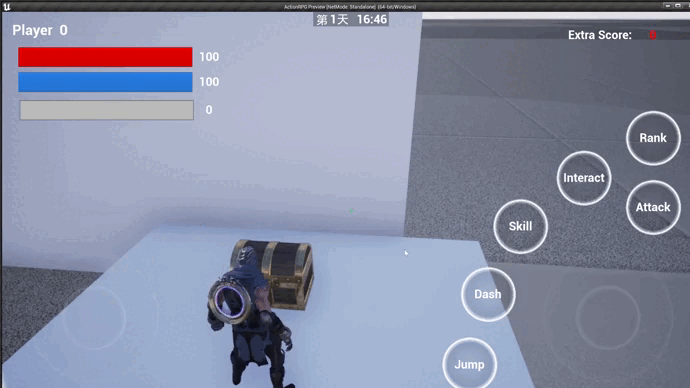 ActionRPG Preview [NetMode: Standalone] (64-bit/Windows)
第1天 16:46
Player 0
Extra Score: 0
100
100
0
Rank
Interact
Attack
Skill
Dash
Jump